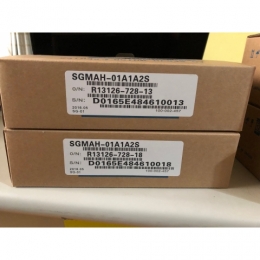 SGMAH-01A1A2S
O/N: R13126-728-13
S/N: D0165E484610013
SGMAH-01A1A2S
O/N: R13126-728-18
S/N: D0165E484610018